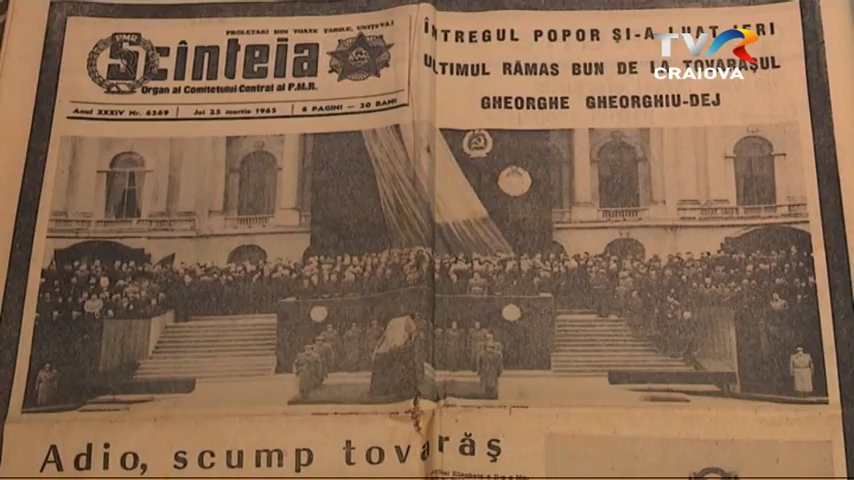 PROLETARI DIN TOATE ȚĂRILE, UNIȚI-VĂ!
PMR
Scînteia
Organ al Comitetului Central al P.M.R.
Anul XXXIV Nr. 6569 Joi 25 martie 1965 6 PAGINI — 30 BANI
ÎNTREGUL POPOR ȘI-A LUAT IERI
ULTIMUL RĂMAS BUN DE LA TOVARĂȘUL
GHEORGHE GHEORGHIU-DEJ
TVR
CRAIOVA
Adio, scump tovarăș